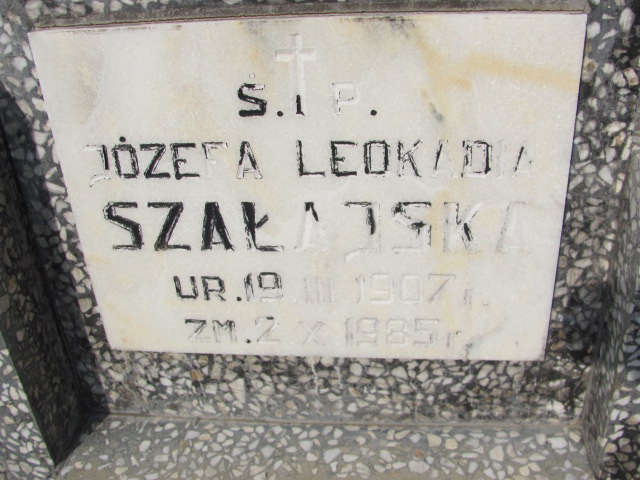 Ś. † P.
JÓZEFA LEOKADIA
SZAŁAJSKA
UR. 19 III 1907 r.
ZM. 2 X 1985 r.